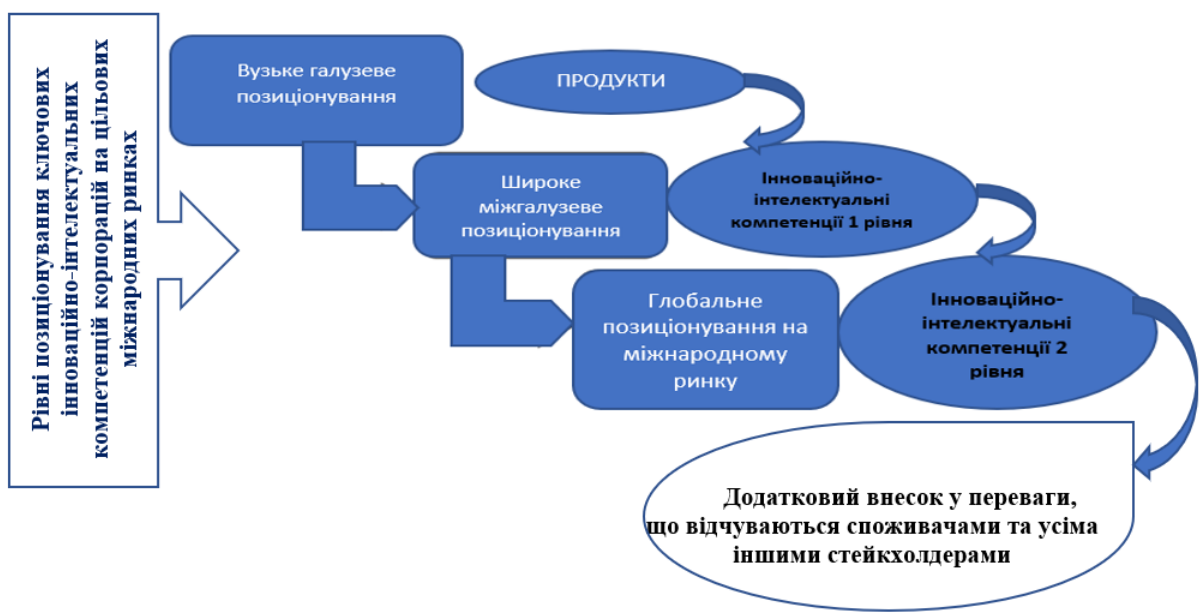 Рівні позиціонування ключових
інноваційно-інтелектуальних
компетенцій корпорацій на цільових
міжнародних ринках
Вузьке галузеве
позиціонування
ПРОДУКТИ
Широке
міжгалузеве
позиціонування
Інноваційно-
інтелектуальні
компетенції 1 рівня
Глобальне
позиціонування на
міжнародному
ринку
Інноваційно-
інтелектуальні
компетенції 2
рівня
Додатковий внесок у переваги,
що відчуваються споживачами та усіма
іншими стейкхолдерами